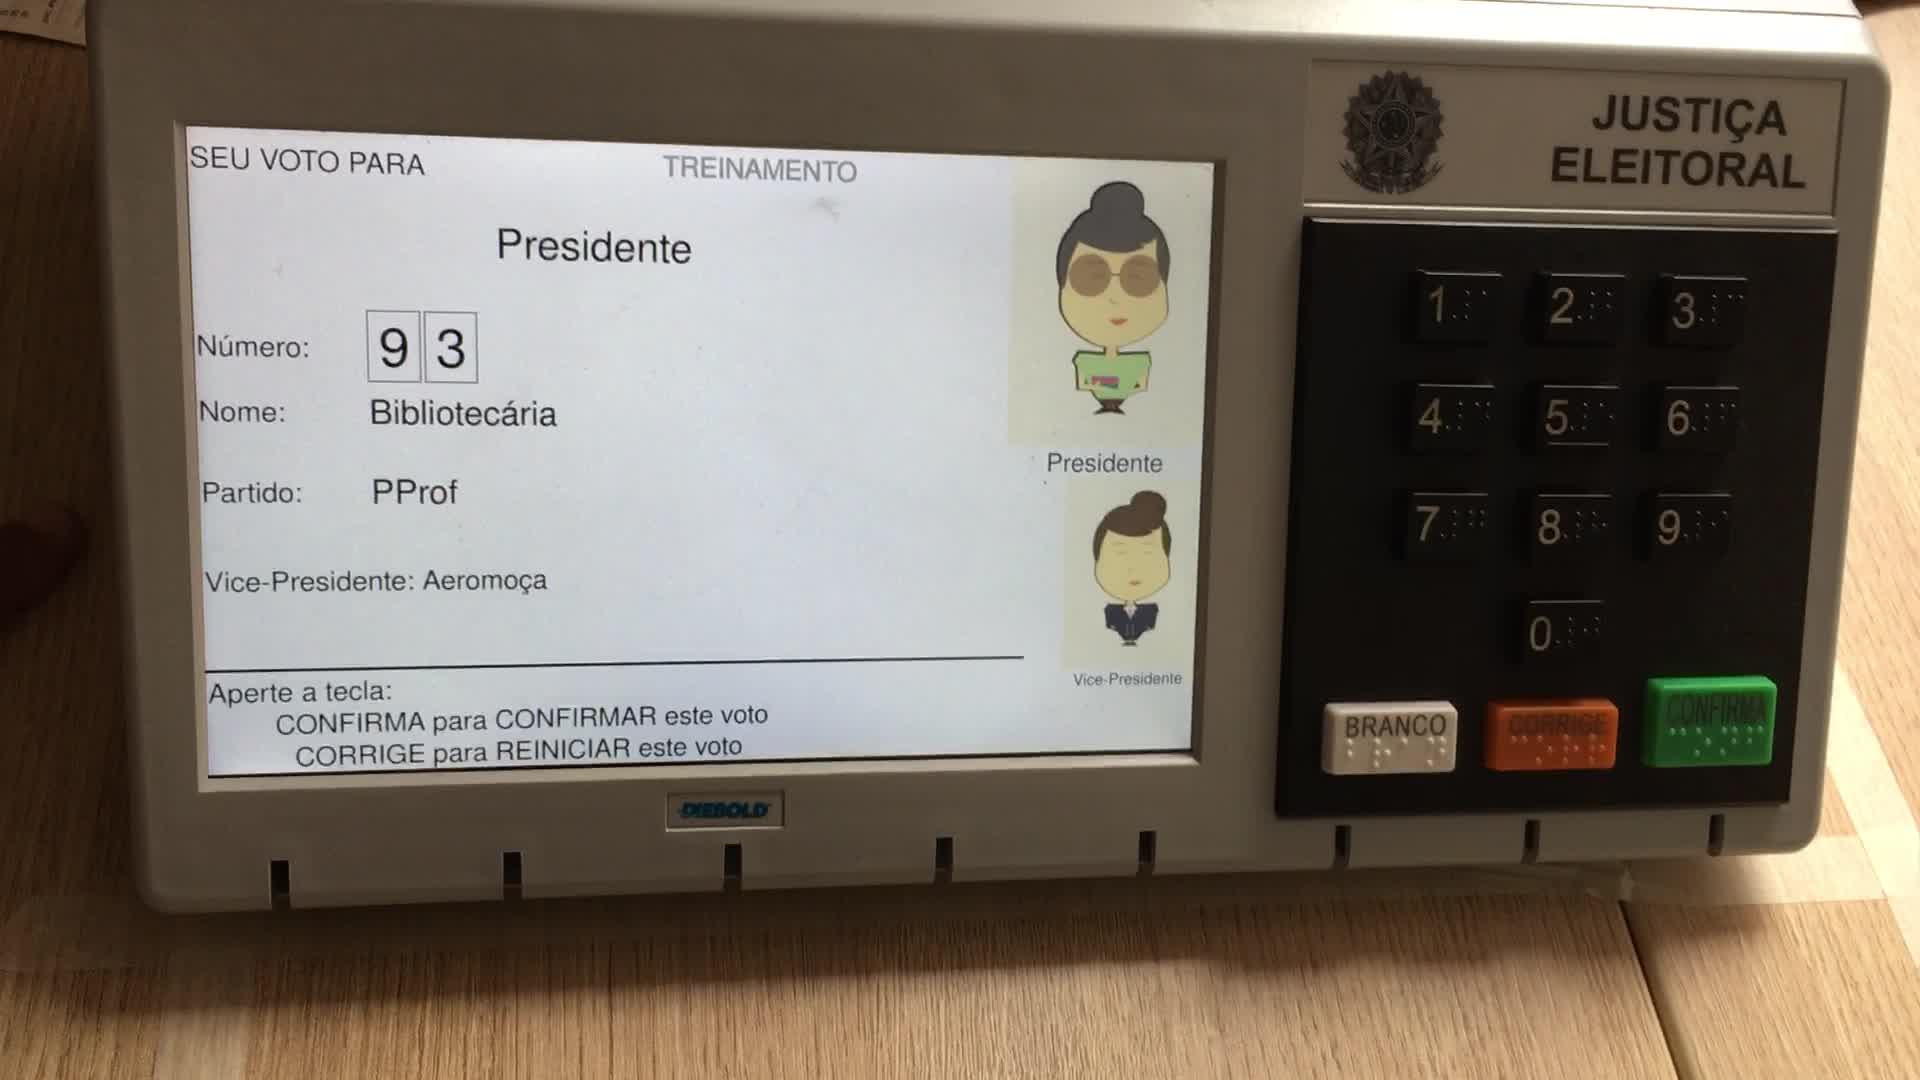 SEU VOTO PARA
TREINAMENTO
Presidente
Número: 9 3
Nome: Bibliotecária
Partido: PProf
Vice-Presidente: Aeromoça
Presidente
Vice-Presidente
Aperte a tecla:
CONFIRMA para CONFIRMAR este voto
CORRIGE para REINICIAR este voto
DIEBOLD
JUSTIÇA
ELEITORAL
1 2 3
4 5 6
7 8 9
0
BRANCO CORRIGE CONFIRMA